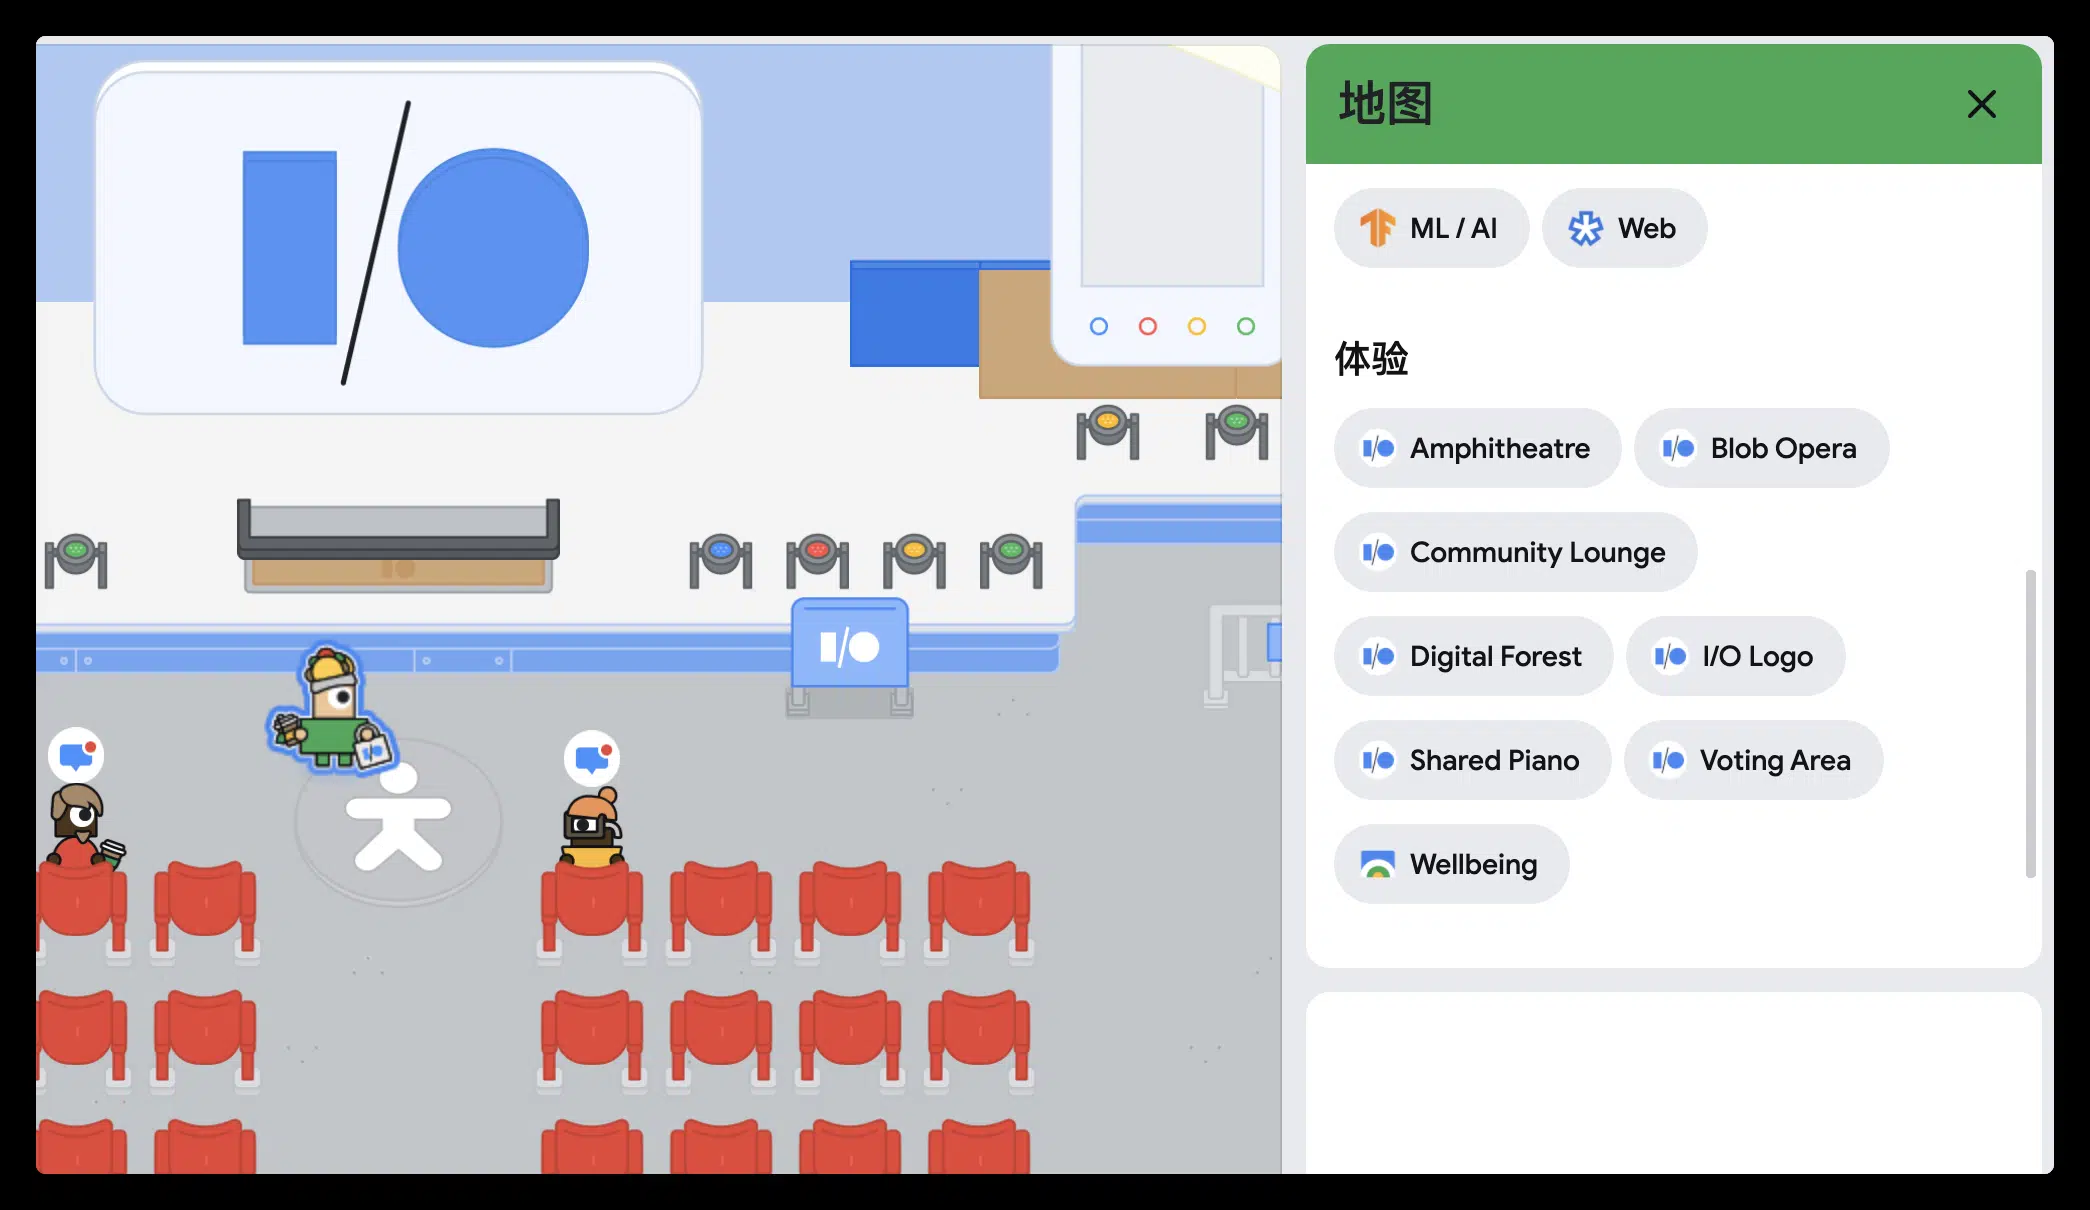 I/O
I/O
地图
ML / AI
Web
体验
Amphitheatre
Blob Opera
Community Lounge
Digital Forest
I/O Logo
Shared Piano
Voting Area
Wellbeing